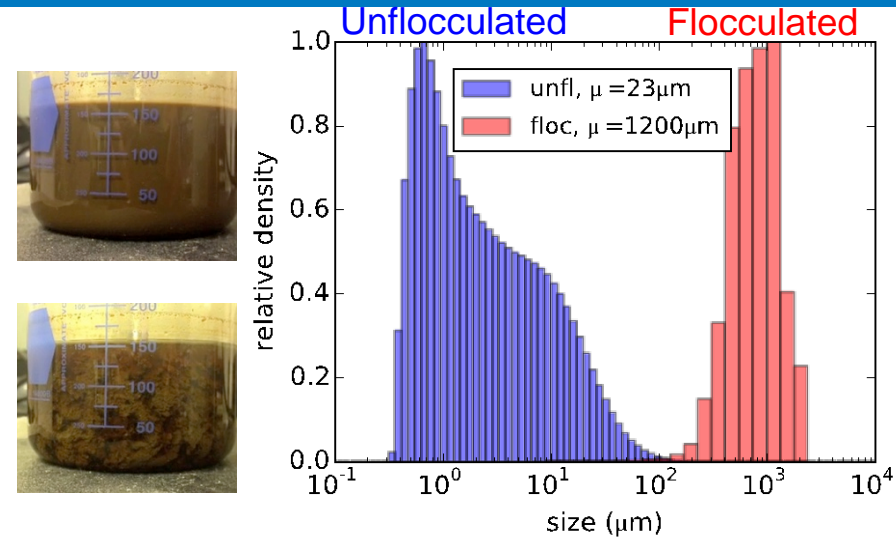 Unflocculated
Flocculated
200
150
100
50
200
150
100
50
unfl, μ =23μm
floc, μ =1200μm
relative density
1.0
0.8
0.6
0.4
0.2
0.0
10⁻¹ 10⁰ 10¹ 10² 10³ 10⁴
size (μm)